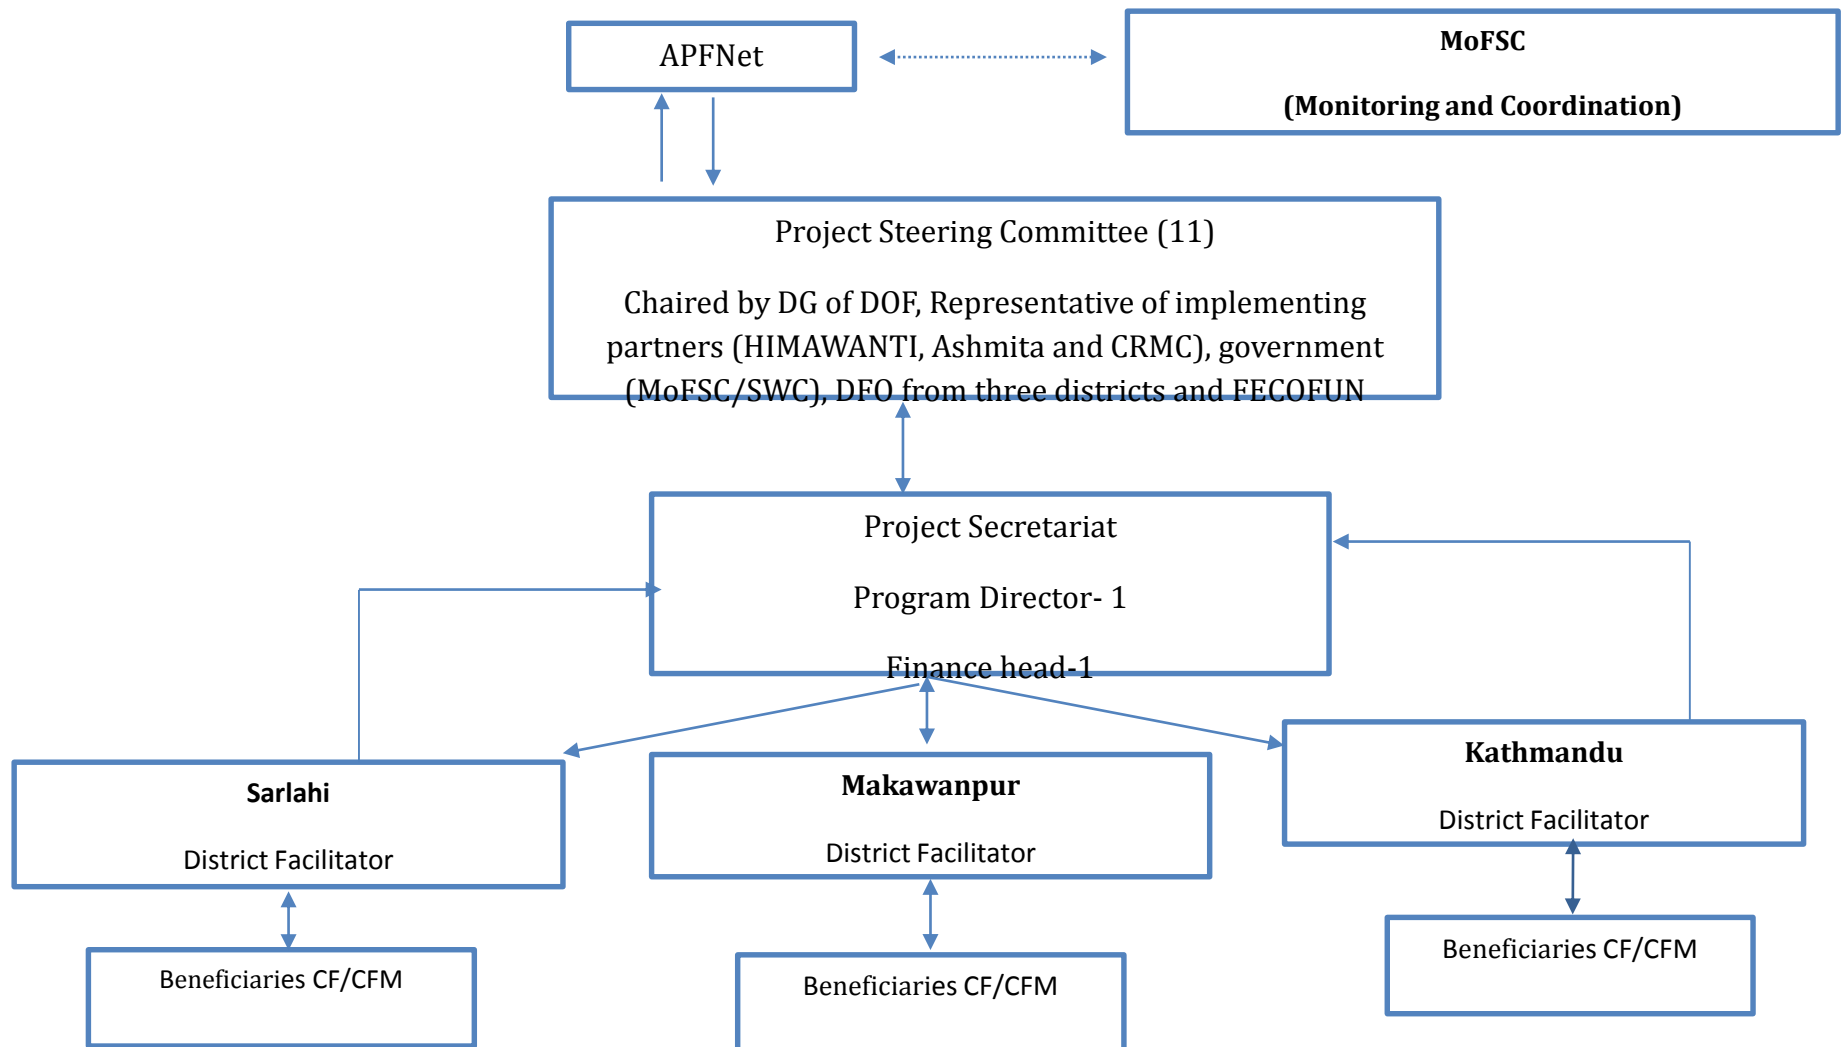 APFNet
MoFSC
(Monitoring and Coordination)
Project Steering Committee (11)
Chaired by DG of DOF, Representative of implementing
partners (HIMAWANTI, Ashmita and CRMC), government
(MoFSC/SWC), DFO from three districts and FECOFUN
Project Secretariat
Program Director- 1
Finance head-1
Sarlahi
District Facilitator
Makawanpur
District Facilitator
Kathmandu
District Facilitator
Beneficiaries CF/CFM
Beneficiaries CF/CFM
Beneficiaries CF/CFM